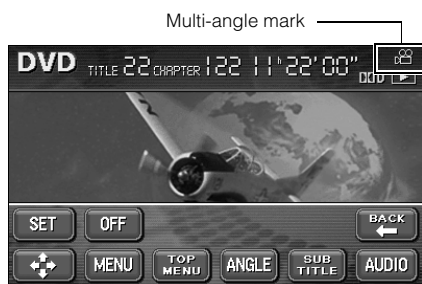 Multi-angle mark
DVD TITLE 22 CHAPTER 122 11h22'00"
SET OFF BACK
MENU TOP MENU ANGLE SUB TITLE AUDIO